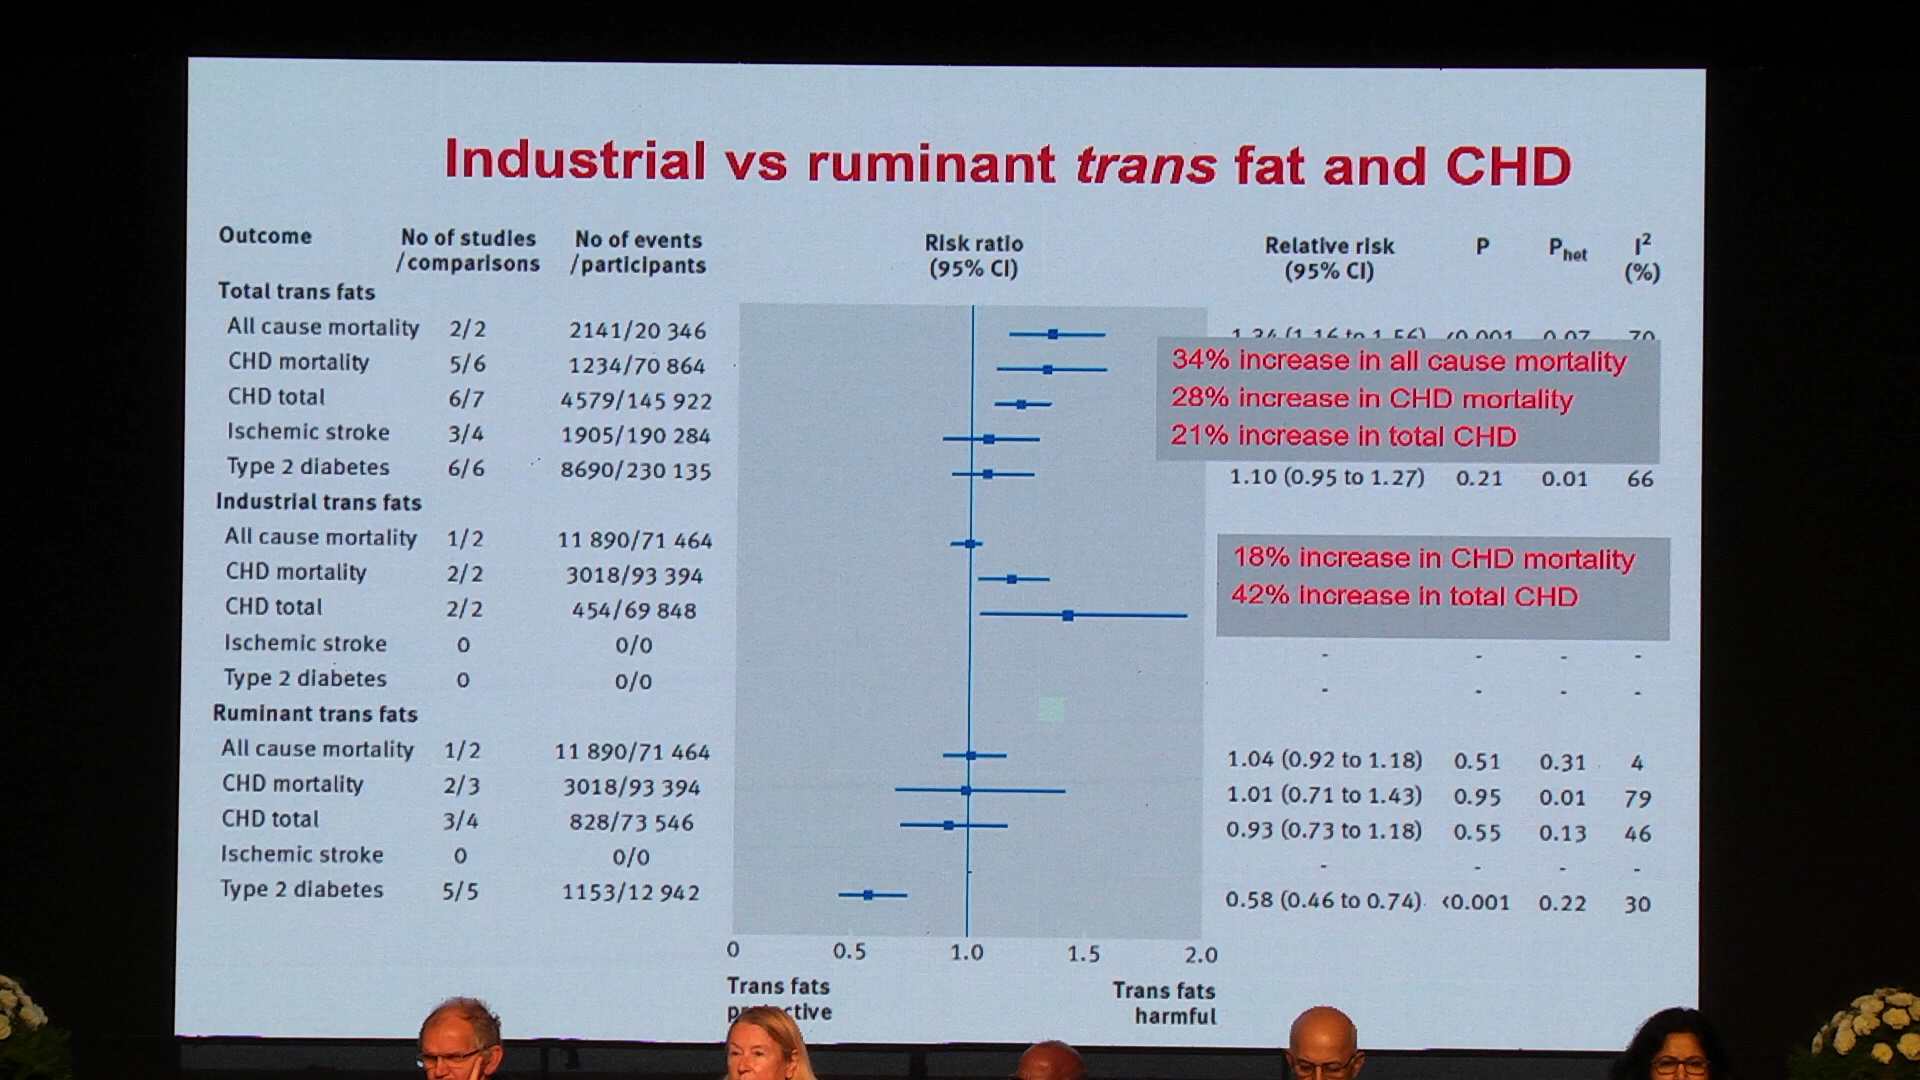 Industrial vs ruminant trans fat and CHD
Outcome No of studies /comparisons No of events /participants Risk ratio (95% CI) Relative risk (95% CI) P Phet I2 (%)
Total trans fats
All cause mortality 2/2 2141/20 346 1.34 (1.16 to 1.56) <0.001 0.07 70
CHD mortality 5/6 1234/70 864
CHD total 6/7 4579/145 922
Ischemic stroke 3/4 1905/190 284
Type 2 diabetes 6/6 8690/230 135 1.10 (0.95 to 1.27) 0.21 0.01 66
34% increase in all cause mortality
28% increase in CHD mortality
21% increase in total CHD
Industrial trans fats
All cause mortality 1/2 11 890/71 464
CHD mortality 2/2 3018/93 394
CHD total 2/2 454/69 848
Ischemic stroke 0 0/0 - - - -
Type 2 diabetes 0 0/0 - - - -
18% increase in CHD mortality
42% increase in total CHD
Ruminant trans fats
All cause mortality 1/2 11 890/71 464 1.04 (0.92 to 1.18) 0.51 0.31 4
CHD mortality 2/3 3018/93 394 1.01 (0.71 to 1.43) 0.95 0.01 79
CHD total 3/4 828/73 546 0.93 (0.73 to 1.18) 0.55 0.13 46
Ischemic stroke 0 0/0 - - - -
Type 2 diabetes 5/5 1153/12 942 0.58 (0.46 to 0.74) <0.001 0.22 30
0 0.5 1.0 1.5 2.0
Trans fats
Trans fats
harmful